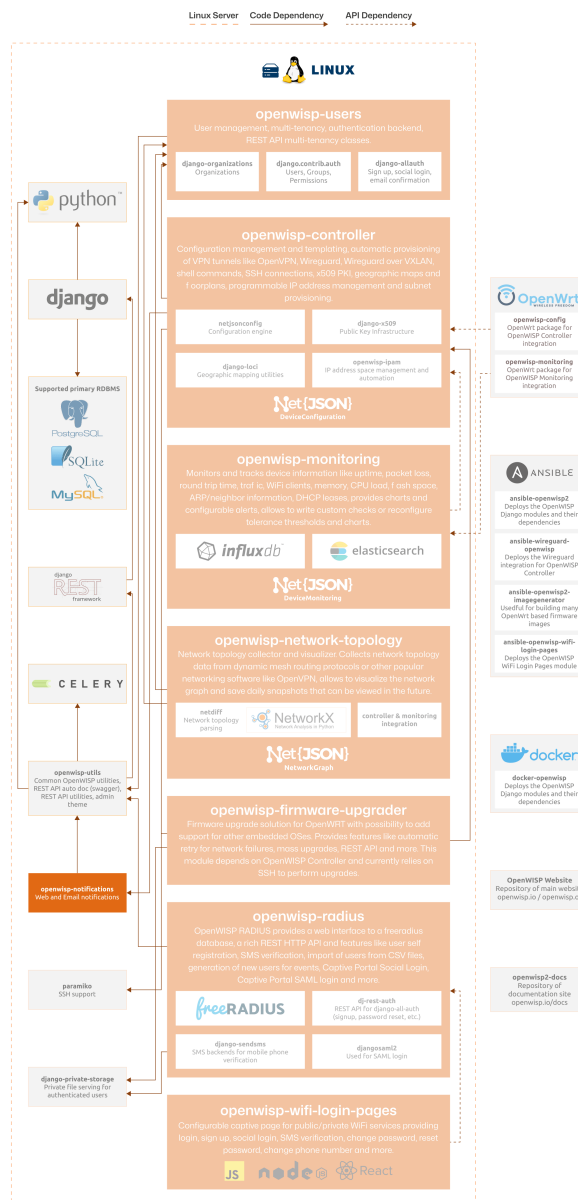 Linux Server Code Dependency API Dependency
LINUX
openwisp-users
User management, multi-tenancy, authentication backend,
REST API multi-tenancy classes.
django-organizations
Organizations
django.contrib.auth
Users, Groups,
Permissions
django-allauth
Sign up, social login,
email confirmation
python™
django
Supported primary RDBMS
PostgreSQL
SQLite
MySQL
openwisp-controller
Configuration management and templating, automatic provisioning
of VPN tunnels like OpenVPN, Wireguard, Wireguard over VXLAN,
shell commands, SSH connections, x509 PKI, geographic maps and
f oorplans, programmable IP address management and subnet
provisioning.
netjsonconfig
Configuration engine
django-x509
Public Key Infrastructure
django-loci
Geographic mapping utilities
openwisp-ipam
IP address space management and
automation
Net{JSON}
DeviceConfiguration
OpenWrt
WIRELESS FREEDOM
openwisp-config
OpenWrt package for
OpenWISP Controller
integration
openwisp-monitoring
OpenWrt package for
OpenWISP Monitoring
integration
openwisp-monitoring
Monitors and tracks device information like uptime, packet loss,
round trip time, traf ic, WiFi clients, memory, CPU load, f ash space,
ARP/neighbor information, DHCP leases, provides charts and
configurable alerts, allows to write custom checks or reconfigure
tolerance thresholds and charts.
influxdb™
elasticsearch
Net{JSON}
DeviceMonitoring
ANSIBLE
ansible-openwisp2
Deploys the OpenWISP
Django modules and their
dependencies
ansible-wireguard-
openwisp
Deploys the Wireguard
integration for OpenWISP
Controller
ansible-openwisp2-
imagegenerator
Usedful for building many
OpenWrt based firmware
images
ansible-openwisp-wifi-
login-pages
Deploys the OpenWISP
WiFi Login Pages module
django
REST
framework
CELERY
openwisp-network-topology
Network topology collector and visualizer. Collects network topology
data from dynamic mesh routing protocols or other popular
networking software like OpenVPN, allows to visualize the network
graph and save daily snapshots that can be viewed in the future.
netdiff
Network topology
parsing
NetworkX
Network Analysis in Python
controller & monitoring
integration
Net{JSON}
NetworkGraph
openwisp-utils
Common OpenWISP utilities,
REST API auto doc (swagger),
REST API utilities, admin
theme
docker
docker-openwisp
Deploys the OpenWISP
Django modules and their
dependencies
openwisp-firmware-upgrader
Firmware upgrade solution for OpenWRT with possibility to add
support for other embedded OSes. Provides features like automatic
retry for network failures, mass upgrades, REST API and more. This
module depends on OpenWISP Controller and currently relies on
SSH to perform upgrades.
openwisp-notifications
Web and Email notifications
OpenWISP Website
Repository of main websit
openwisp.io / openwisp.o
openwisp-radius
OpenWISP RADIUS provides a web interface to a freeradius
database, a rich REST HTTP API and features like user self
registration, SMS verification, import of users from CSV files,
generation of new users for events, Captive Portal Social Login,
Captive Portal SAML login and more.
freeRADIUS
dj-rest-auth
REST API for django-all-auth
(signup, password reset, etc.)
django-sendsms
SMS backends for mobile phone
verification
djangosaml2
Used for SAML login
paramiko
SSH support
openwisp2-docs
Repository of
documentation site
openwisp.io/docs
django-private-storage
Private file serving for
authenticated users
openwisp-wifi-login-pages
Configurable captive page for public/private WiFi services providing
login, sign up, social login, SMS verification, change password, reset
password, change phone number and more.
JS node JS React